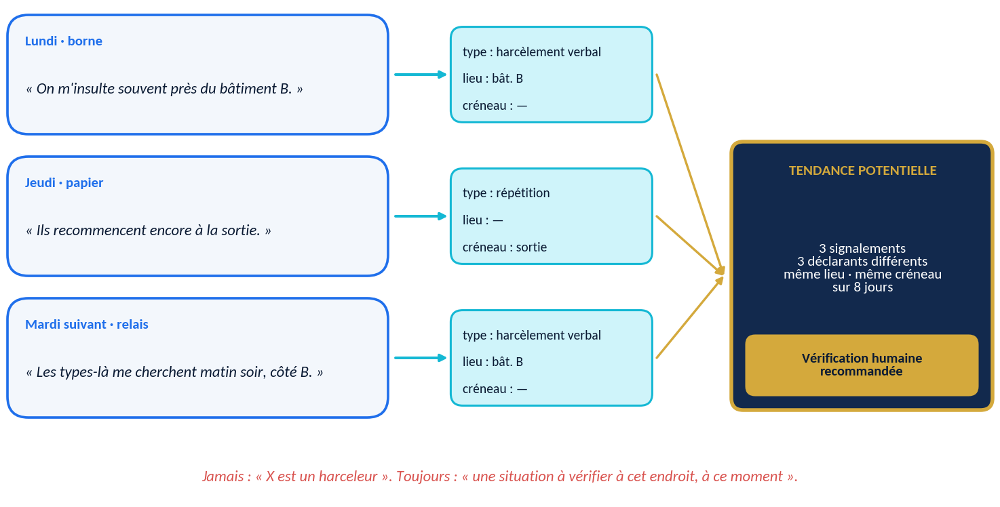 Lundi · borne
« On m'insulte souvent près du bâtiment B. »
type : harcèlement verbal
lieu : bât. B
créneau : —
Jeudi · papier
« Ils recommencent encore à la sortie. »
type : répétition
lieu : —
créneau : sortie
Mardi suivant · relais
« Les types-là me cherchent matin soir, côté B. »
type : harcèlement verbal
lieu : bât. B
créneau : —
TENDANCE POTENTIELLE
3 signalements
3 déclarants différents
même lieu · même créneau
sur 8 jours
Vérification humaine
recommandée
Jamais : « X est un harceleur ». Toujours : « une situation à vérifier à cet endroit, à ce moment ».